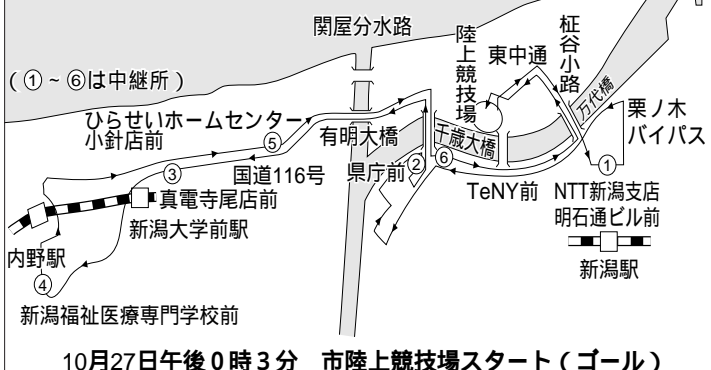 関屋分水路
陸上競技場
東中通
柾谷小路
(①~⑥は中継所)
万代橋
栗ノ木
バイパス
ひらせいホームセンター
小針店前
⑤
有明大橋
千歳大橋
③
国道116号
県庁前
②
⑥
①
真電寺尾店前
TeNY前
NTT新潟支店
明石通ビル前
新潟大学前駅
内野駅
新潟駅
④
新潟福祉医療専門学校前
10月27日午後0時3分 市陸上競技場スタート(ゴール)